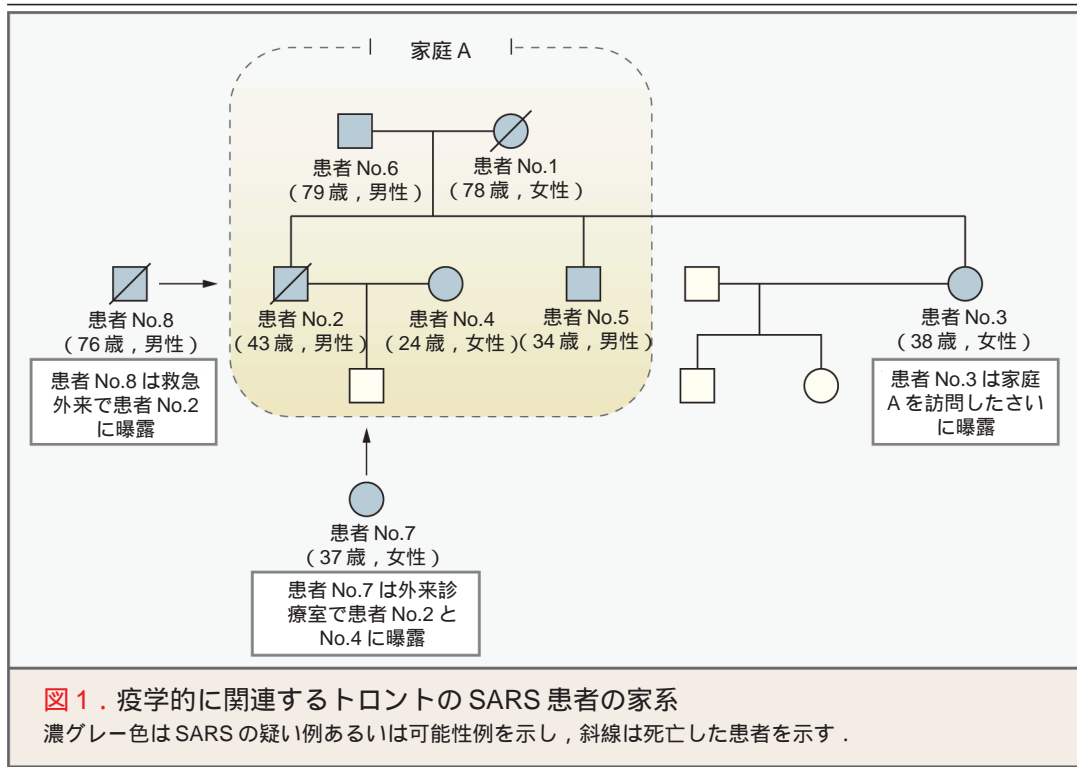 家庭 A
患者 No.6
（79 歳，男性）
患者 No.1
（78 歳，女性）
患者 No.8
（76 歳，男性）
患者 No.8 は救急
外来で患者 No.2
に曝露
患者 No.2
（43 歳，男性）
患者 No.4
（24 歳，女性）
患者 No.5
（34 歳，男性）
患者 No.3
（38 歳，女性）
患者 No.3 は家庭
A を訪問したさい
に曝露
患者 No.7
（37 歳，女性）
患者 No.7 は外来診
療室で患者 No.2 と
No.4 に曝露
図 1．疫学的に関連するトロントの SARS 患者の家系
濃グレー色は SARS の疑い例あるいは可能性例を示し，斜線は死亡した患者を示す．